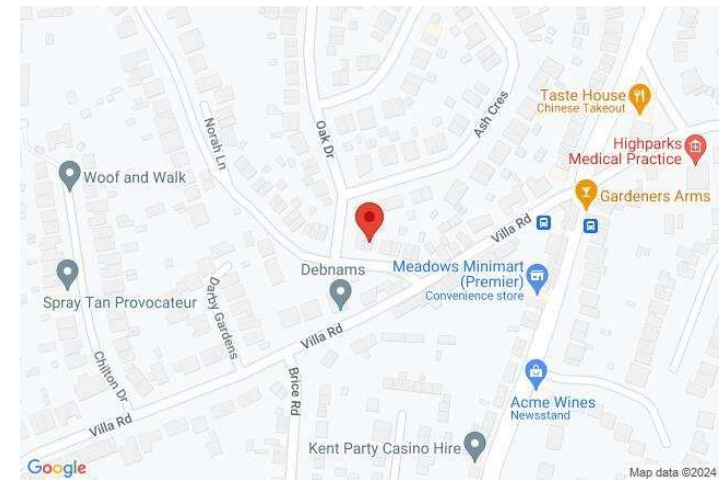 Taste House
Chinese Takeout
Oak Dr
Ash Cres
Norah Ln
Highparks
Medical Practice
Woof and Walk
Gardeners Arms
Villa Rd
Debnams
Meadows Minimart
(Premier)
Convenience store
Spray Tan Provocateur
Darby Gardens
Villa Rd
Chilton Dr
Brice Rd
Acme Wines
Newsstand
Villa Rd
Kent Party Casino Hire
Google
Map data ©2024